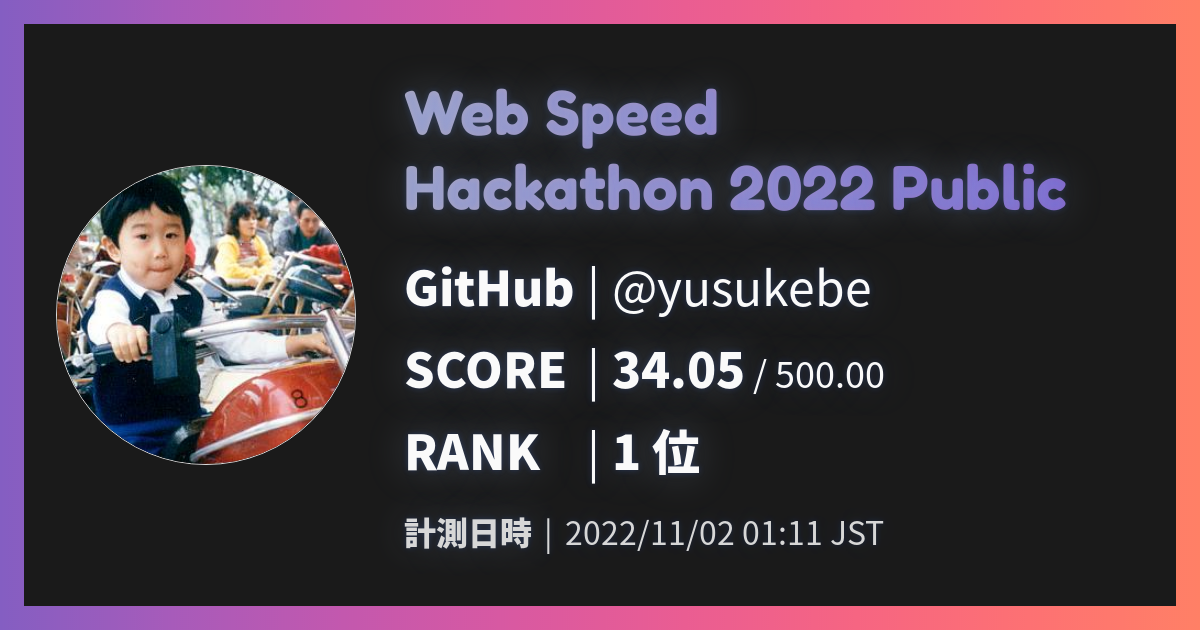 Web Speed
Hackathon 2022 Public
GitHub | @yusukebe
SCORE | 34.05 / 500.00
RANK | 1 位
計測日時 | 2022/11/02 01:11 JST
8